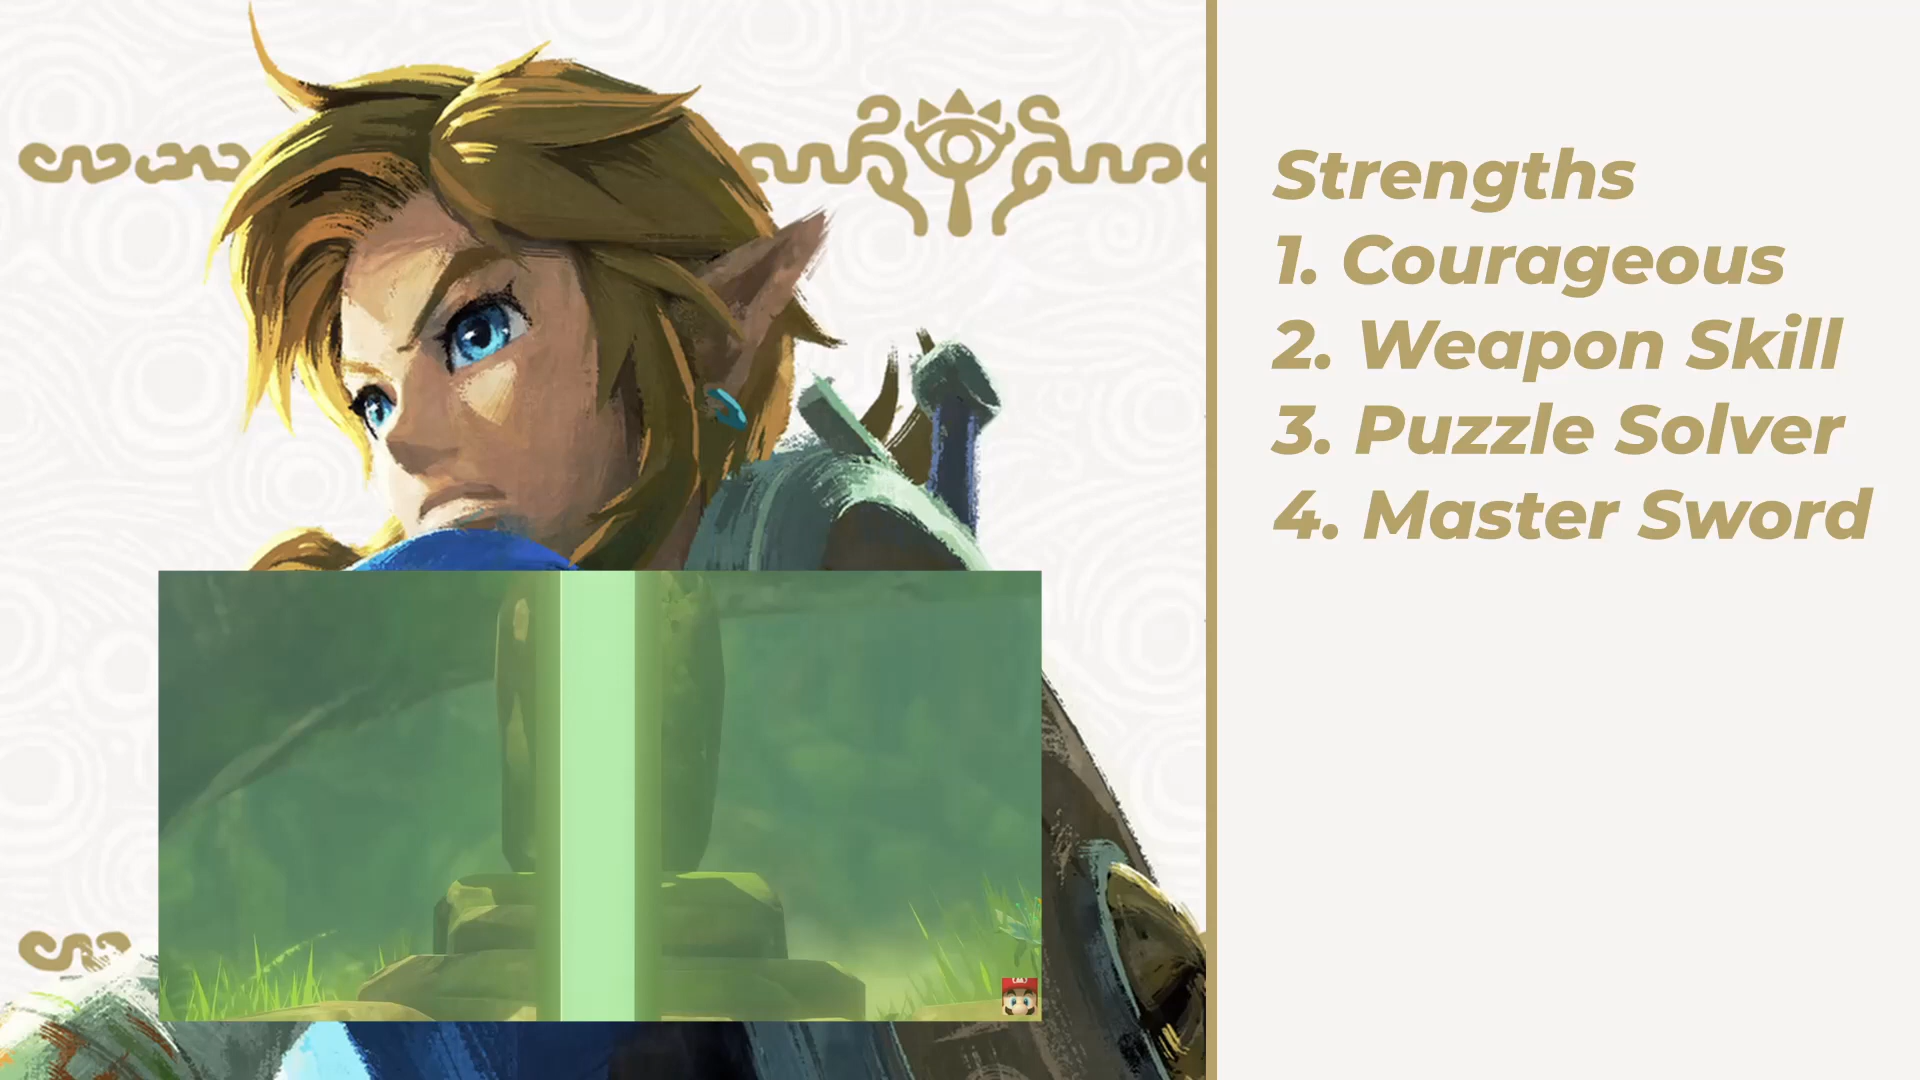 Strengths
1. Courageous
2. Weapon Skill
3. Puzzle Solver
4. Master Sword